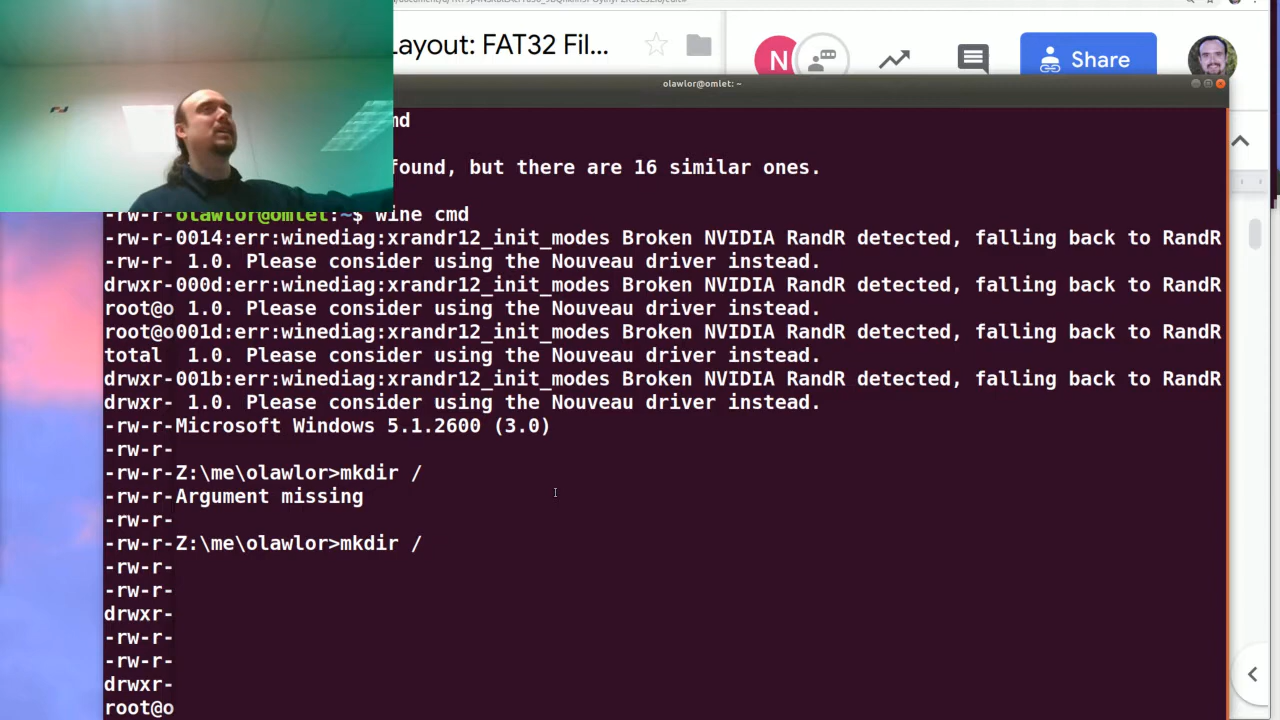 Layout: FAT32 Fil...
N
Share
olawlor@omlet: ~
md
found, but there are 16 similar ones.
-rw-r-olawlor@omlet:~$ wine cmd
-rw-r-0014:err:winediag:xrandr12_init_modes Broken NVIDIA RandR detected, falling back to RandR
-rw-r- 1.0. Please consider using the Nouveau driver instead.
drwxr-000d:err:winediag:xrandr12_init_modes Broken NVIDIA RandR detected, falling back to RandR
root@o 1.0. Please consider using the Nouveau driver instead.
root@o001d:err:winediag:xrandr12_init_modes Broken NVIDIA RandR detected, falling back to RandR
total  1.0. Please consider using the Nouveau driver instead.
drwxr-001b:err:winediag:xrandr12_init_modes Broken NVIDIA RandR detected, falling back to RandR
drwxr- 1.0. Please consider using the Nouveau driver instead.
-rw-r-Microsoft Windows 5.1.2600 (3.0)
-rw-r-
-rw-r-Z:\me\olawlor>mkdir /
-rw-r-Argument missing
-rw-r-
-rw-r-Z:\me\olawlor>mkdir /
-rw-r-
-rw-r-
drwxr-
-rw-r-
-rw-r-
drwxr-
root@o